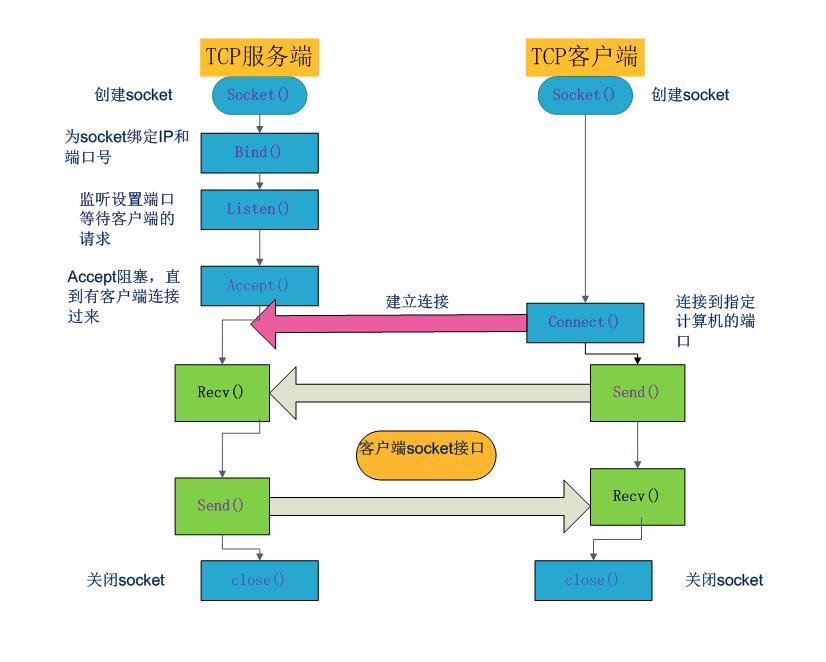 TCP服务端
TCP客户端
创建socket
Socket()
Socket()
创建socket
为socket绑定IP和
端口号
Bind()
监听设置端口
等待客户端的
请求
Listen()
Accept阻塞，直
到有客户端连接
过来
Accept()
建立连接
Connect()
连接到指定
计算机的端
口
Recv()
Send()
客户端socket接口
Send()
Recv()
关闭socket
close()
close()
关闭socket